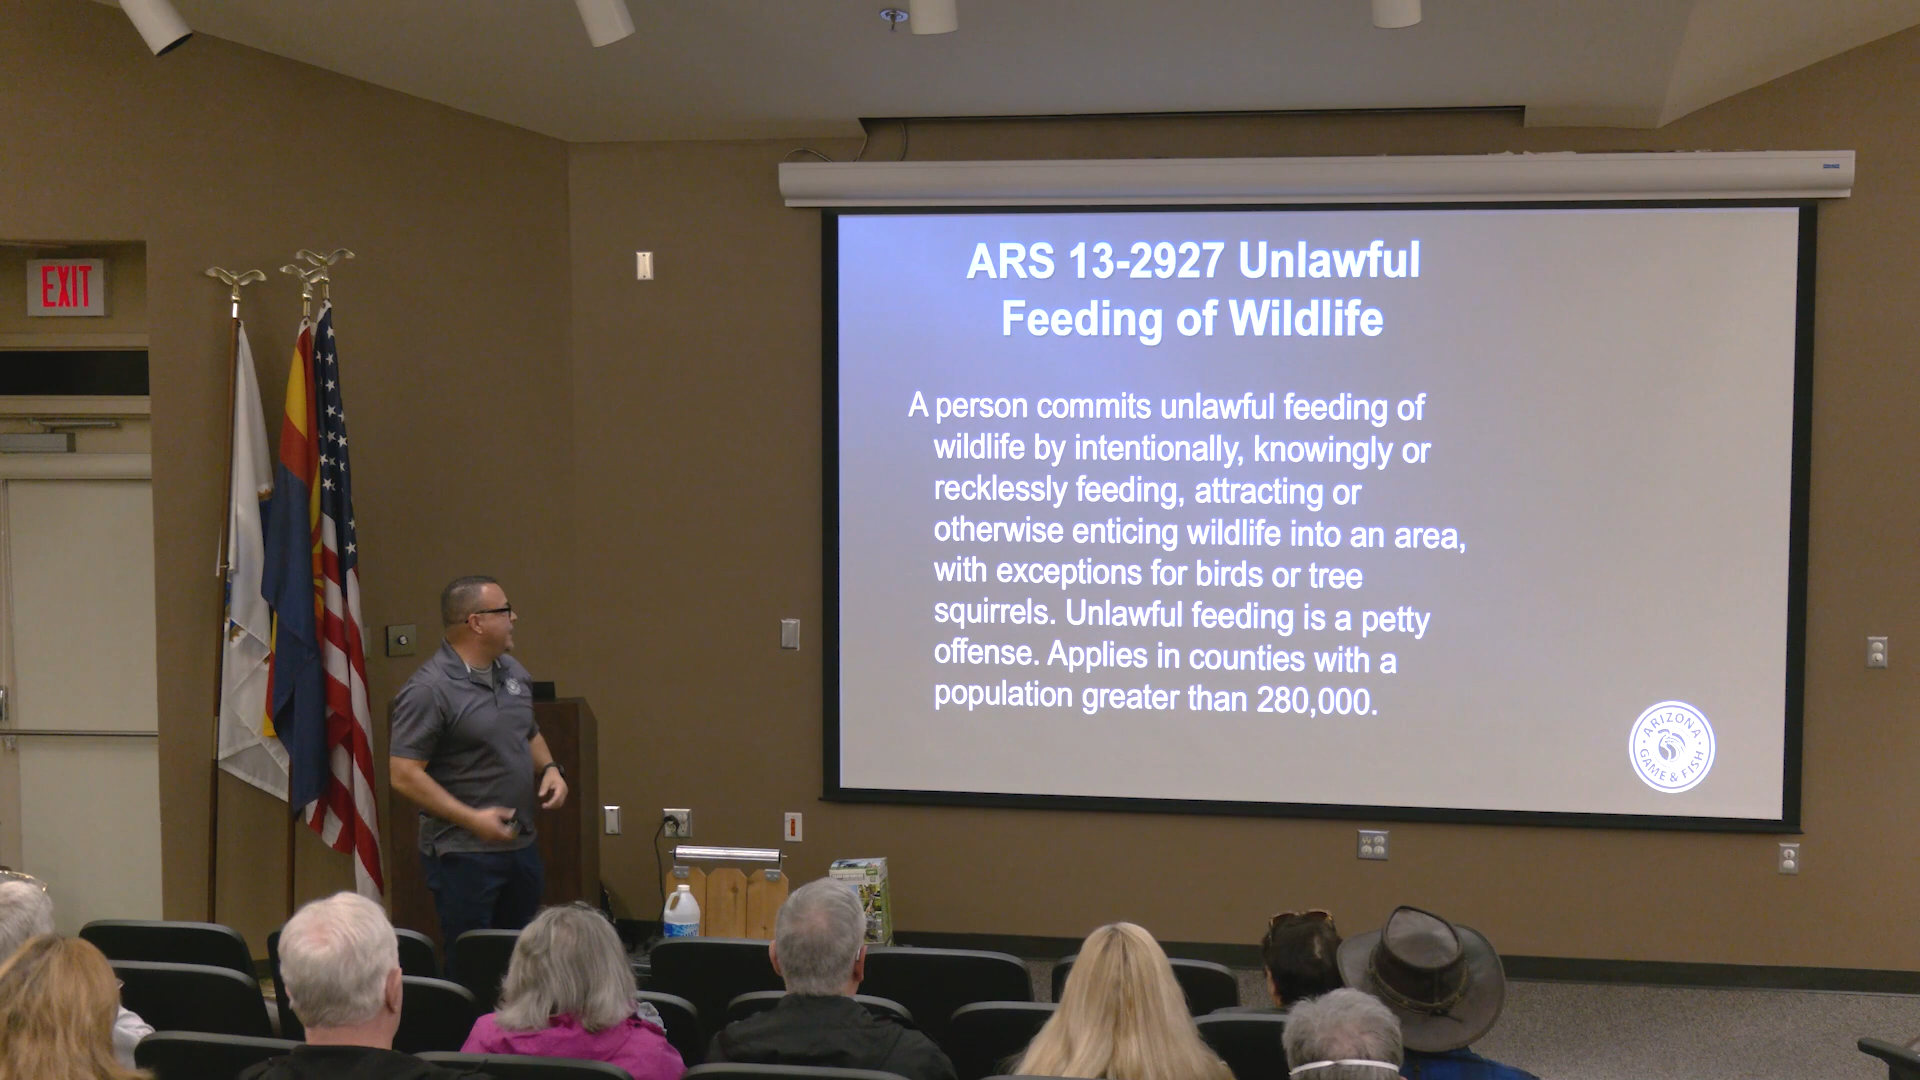 EXIT
ARS 13-2927 Unlawful
Feeding of Wildlife
A person commits unlawful feeding of
wildlife by intentionally, knowingly or
recklessly feeding, attracting or
otherwise enticing wildlife into an area,
with exceptions for birds or tree
squirrels. Unlawful feeding is a petty
offense. Applies in counties with a
population greater than 280,000.
ARIZONA
GAME & FISH